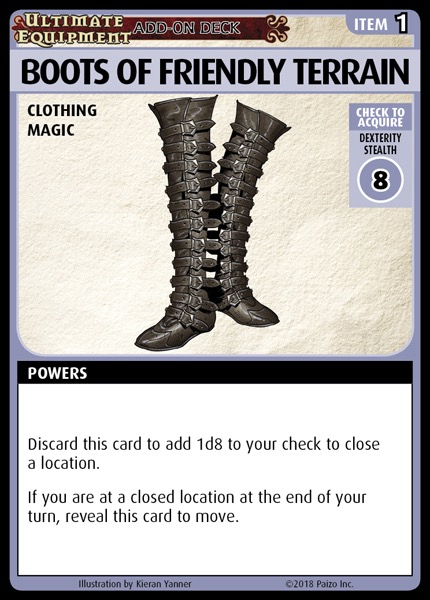 ULTIMATE
EQUIPMENT
ADD-ON DECK
ITEM 1
BOOTS OF FRIENDLY TERRAIN
CLOTHING
MAGIC
CHECK TO
ACQUIRE
DEXTERITY
STEALTH
8
POWERS
Discard this card to add 1d8 to your check to close
a location.
If you are at a closed location at the end of your
turn, reveal this card to move.
Illustration by Kieran Yanner
©2018 Paizo Inc.